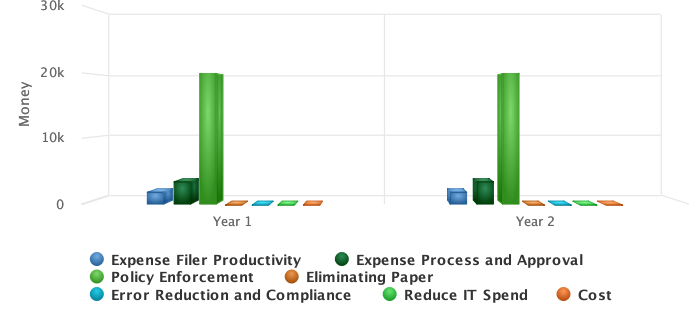 30k
20k
10k
0
Money
Year 1
Year 2
Expense Filer Productivity
Expense Process and Approval
Policy Enforcement
Eliminating Paper
Error Reduction and Compliance
Reduce IT Spend
Cost